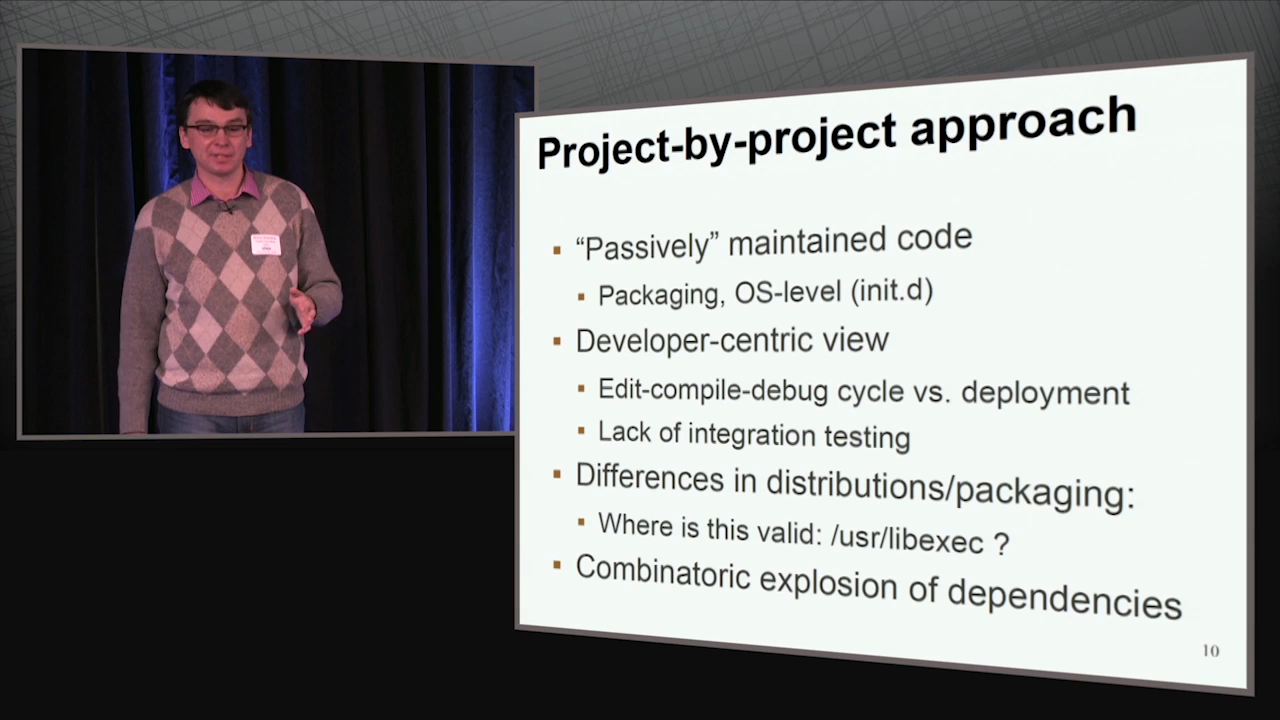 Project-by-project approach
“Passively” maintained code
Packaging, OS-level (init.d)
Developer-centric view
Edit-compile-debug cycle vs. deployment
Lack of integration testing
Differences in distributions/packaging:
Where is this valid: /usr/libexec ?
Combinatoric explosion of dependencies
10